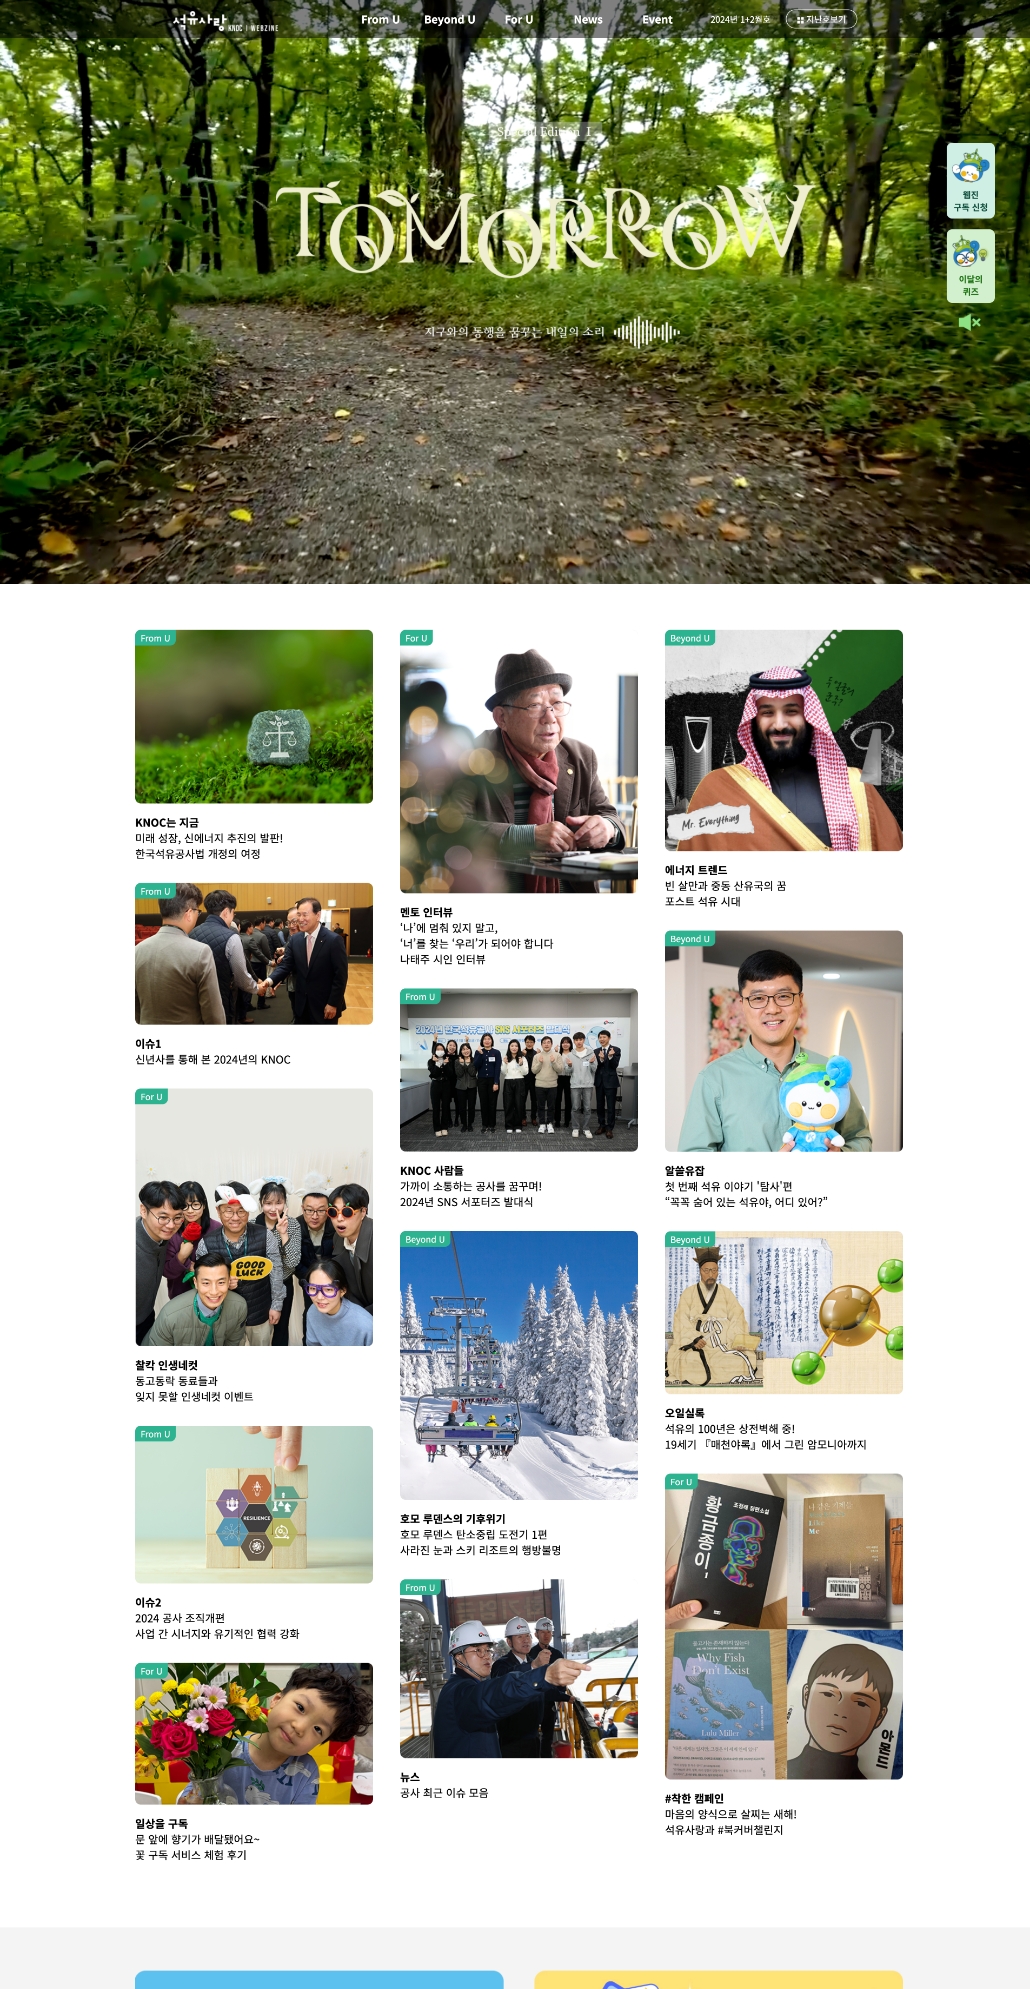 석유사랑 KNOC | WEBZINE
From U
Beyond U
For U
News
Event
2024년 1+2월호
지난호보기
Special Edition 1
TOMORROW
지구와의 동행을 꿈꾸는 내일의 소리
웹진
구독 신청
이달의
퀴즈
From U
KNOC는 지금
미래 성장, 신에너지 추진의 발판!
한국석유공사법 개정의 여정
From U
이슈1
신년사를 통해 본 2024년의 KNOC
For U
GOOD
LUCK
찰칵 인생네컷
동고동락 동료들과
잊지 못할 인생네컷 이벤트
From U
RESILIENCE
이슈2
2024 공사 조직개편
사업 간 시너지와 유기적인 협력 강화
For U
일상을 구독
문 앞에 향기가 배달됐어요~
꽃 구독 서비스 체험 후기
For U
멘토 인터뷰
‘나’에 멈춰 있지 말고,
‘너’를 찾는 ‘우리’가 되어야 합니다
나태주 시인 인터뷰
From U
2024년 한국석유공사 SNS 서포터즈 발대식
KNOC 사람들
가까이 소통하는 공사를 꿈꾸며!
2024년 SNS 서포터즈 발대식
Beyond U
호모 루덴스의 기후위기
호모 루덴스 탄소중립 도전기 1편
사라진 눈과 스키 리조트의 행방불명
From U
뉴스
공사 최근 이슈 모음
Beyond U
Mr. Everything
에너지 트렌드
빈 살만과 중동 산유국의 꿈
포스트 석유 시대
Beyond U
알쓸유잡
첫 번째 석유 이야기 '탐사'편
“꼭꼭 숨어 있는 석유야, 어디 있어?”
Beyond U
오일실록
석유의 100년은 상전벽해 중!
19세기 『매천야록』에서 그린 암모니아까지
For U
황금종이 1
조정래 장편소설
Like
Me
Why Fish
Don't Exist
Lulu Miller
아몬드
#착한 캠페인
마음의 양식으로 살찌는 새해!
석유사랑과 #북커버챌린지